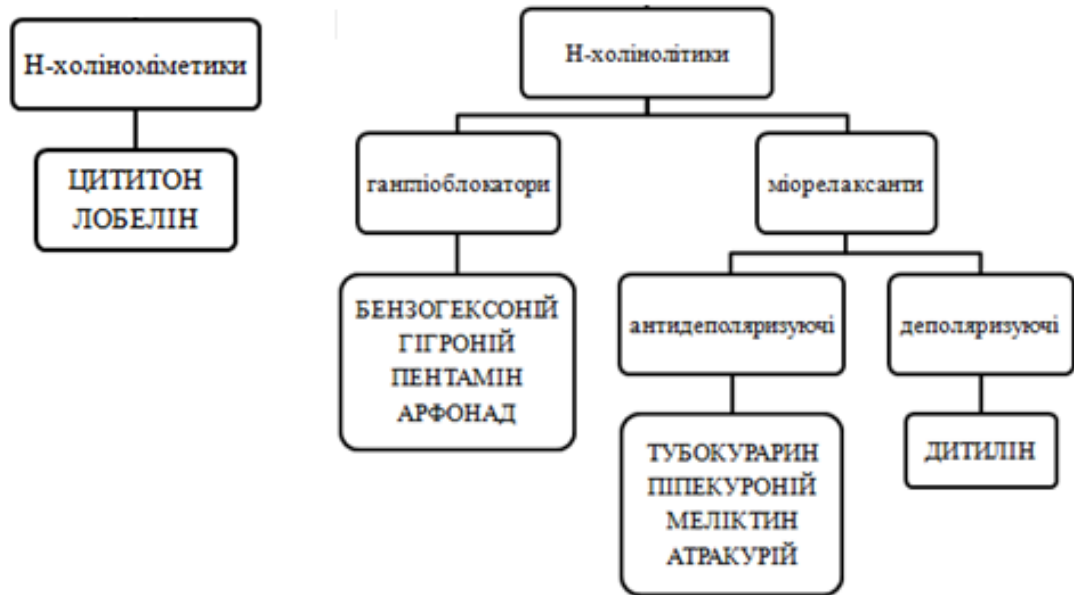 Н-холіноміметики
ЦИТИТОН
ЛОБЕЛІН
Н-холінолітики
гангліоблокатори
міорелаксанти
БЕНЗОГЕКСОНІЙ
ГІГРОНІЙ
ПЕНТАМІН
АРФОНАД
антидеполяризуючі
деполяризуючі
ТУБОКУРАРИН
ПІПЕКУРОНІЙ
МЕЛІКТИН
АТРАКУРІЙ
ДИТИЛІН